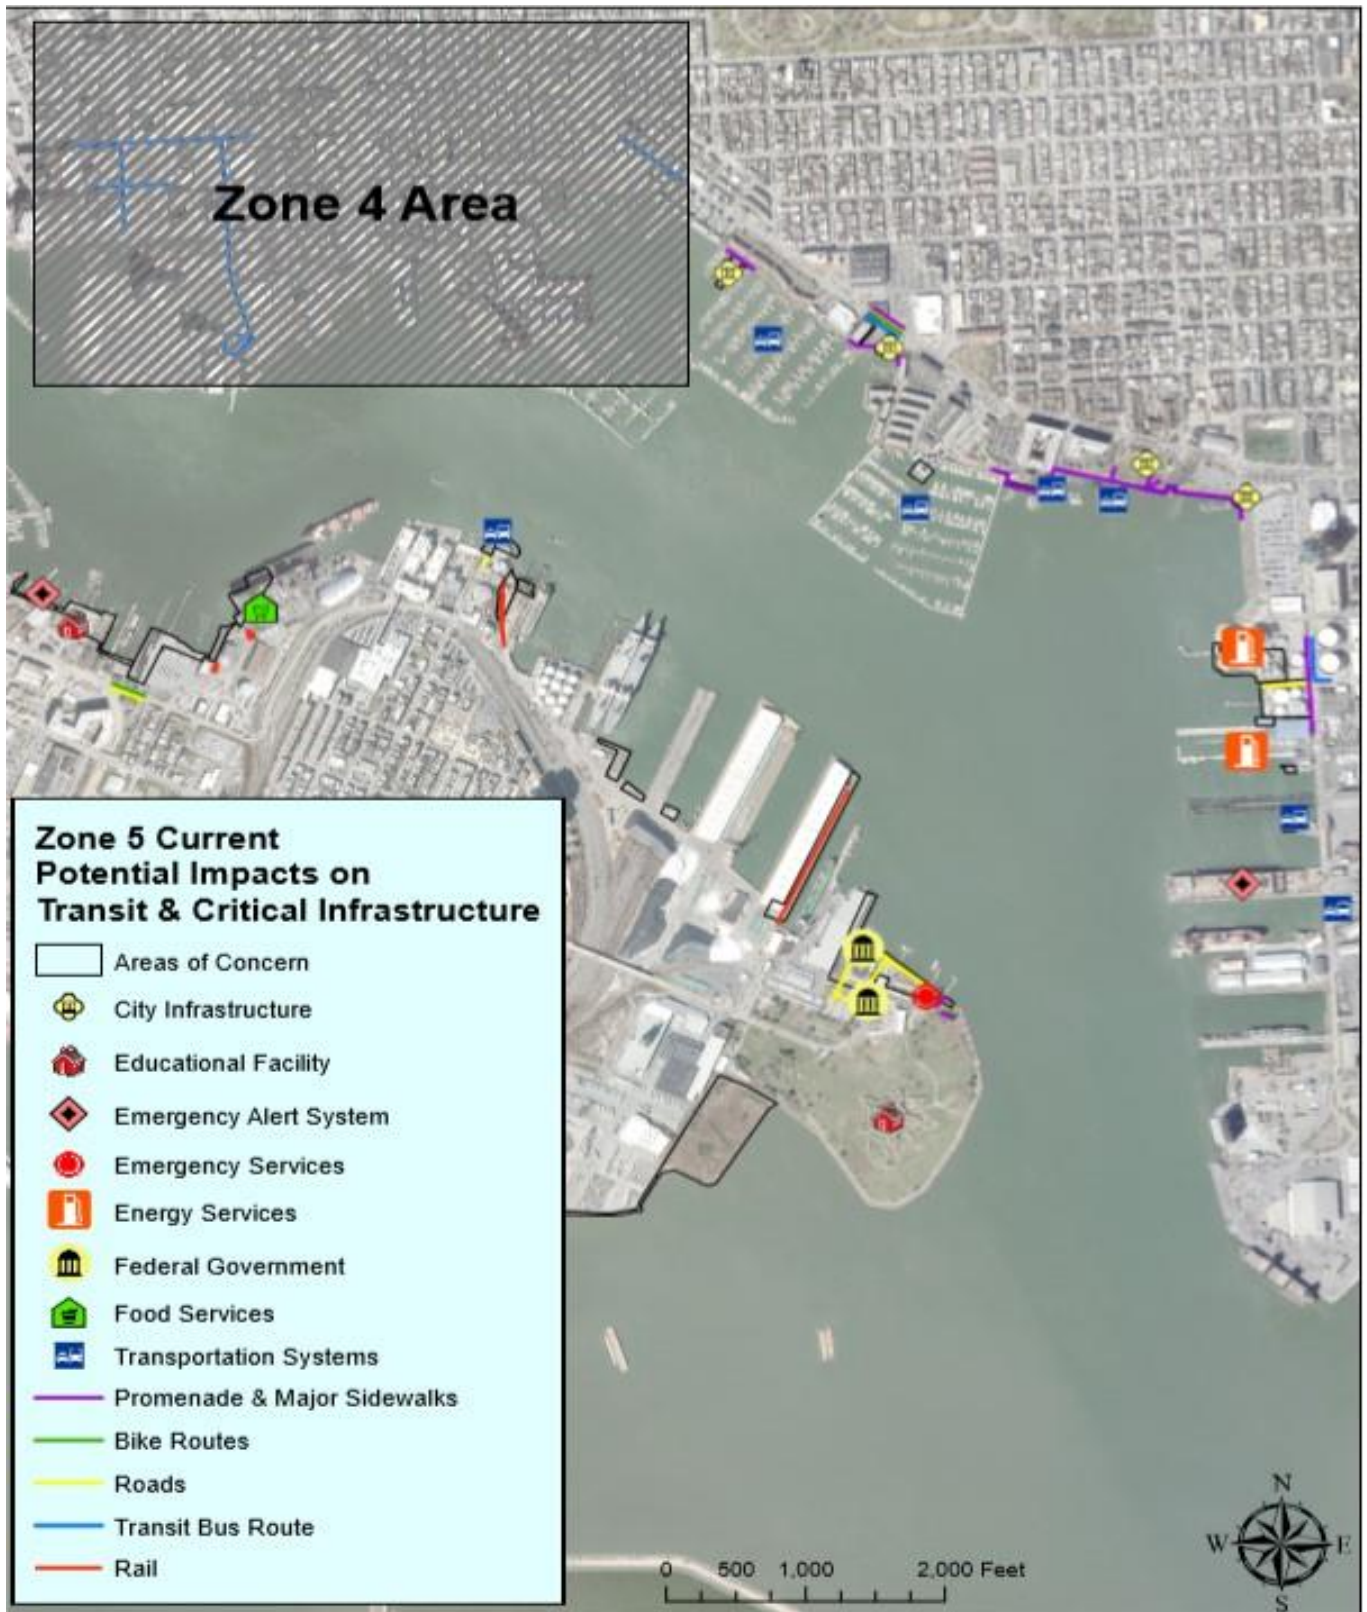 Zone 4 Area
Zone 5 Current
Potential Impacts on
Transit & Critical Infrastructure
Areas of Concern
City Infrastructure
Educational Facility
Emergency Alert System
Emergency Services
Energy Services
Federal Government
Food Services
Transportation Systems
Promenade & Major Sidewalks
Bike Routes
Roads
Transit Bus Route
Rail
0 500 1,000 2,000 Feet
N
W E
S